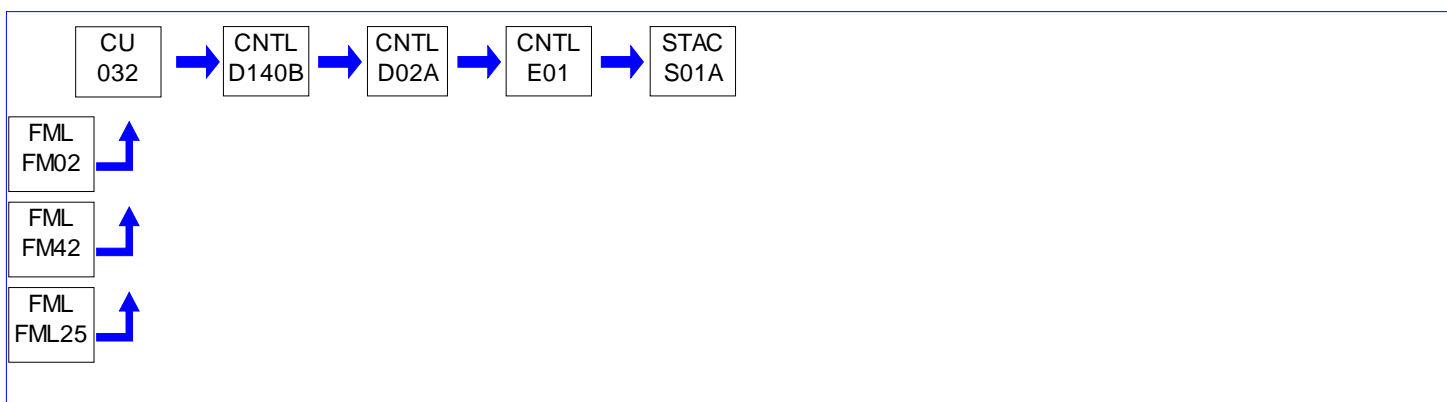 CU
032
CNTL
D140B
CNTL
D02A
CNTL
E01
STAC
S01A
FML
FM02
FML
FM42
FML
FML25